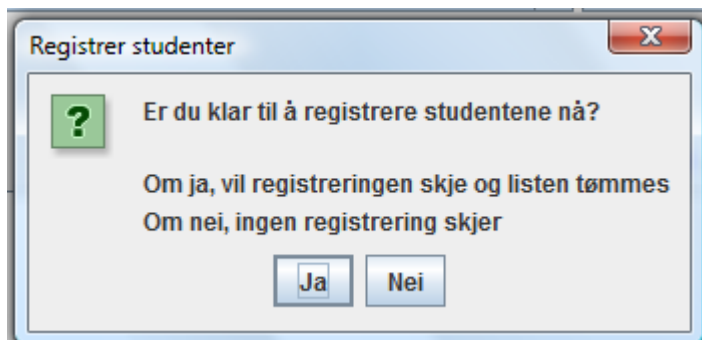 Registrer studenter
Er du klar til å registrere studentene nå?
Om ja, vil registreringen skje og listen tømmes
Om nei, ingen registrering skjer
Ja Nei